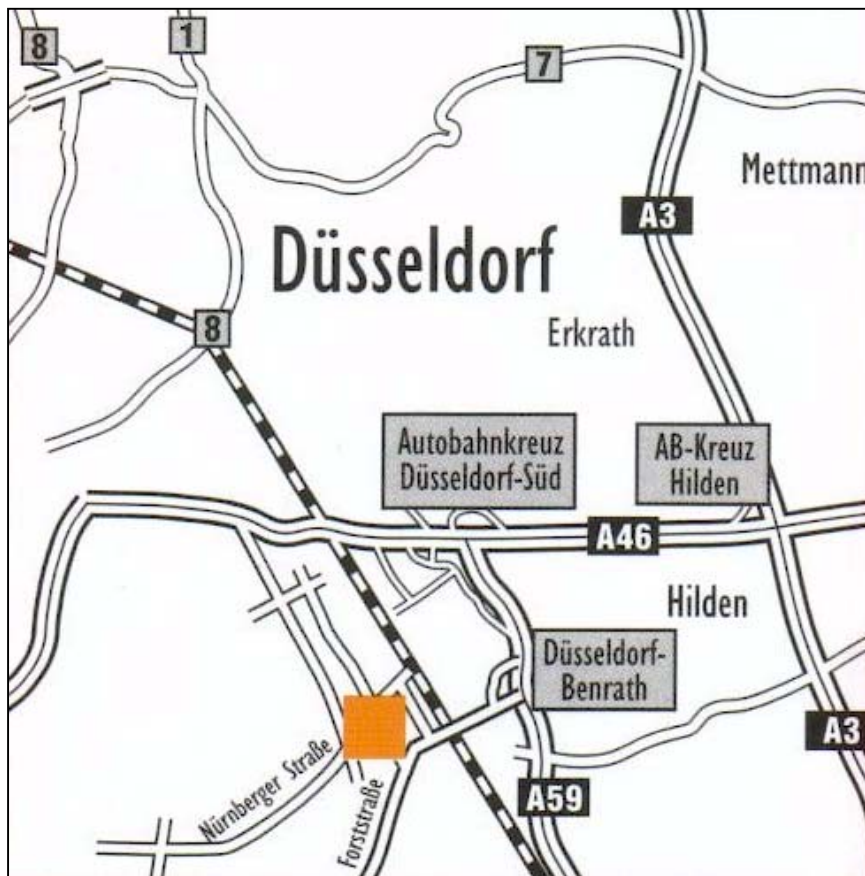 8
1
7
Mettmann
A3
Düsseldorf
8
Erkrath
Autobahnkreuz
Düsseldorf-Süd
AB-Kreuz
Hilden
A46
Hilden
Düsseldorf-
Benrath
A3
Nürnberger Straße
Forststraße
A59